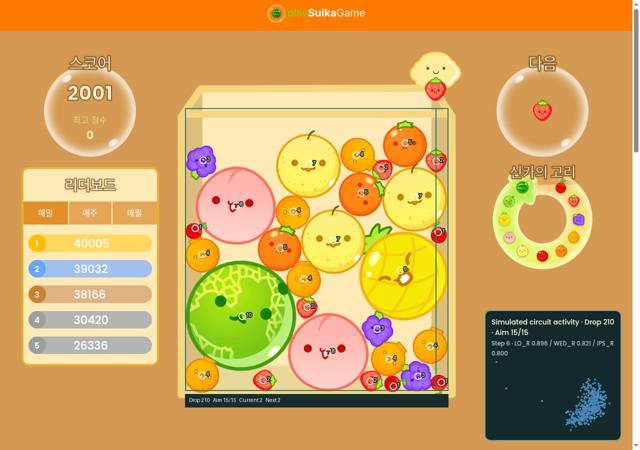 playSuikaGame
스코어
2001
최고 점수
0
리더보드
매일 매주 매월
1 40005
2 39032
3 38166
4 30420
5 26336
다음
신카의 고리
Simulated circuit activity · Drop 210
· Aim 15/15
Step 6 · LO_R 0.896 / WED_R 0.821 / IPS_R
0.800
Drop 210 Aim 15/15 Current 2 Next 2